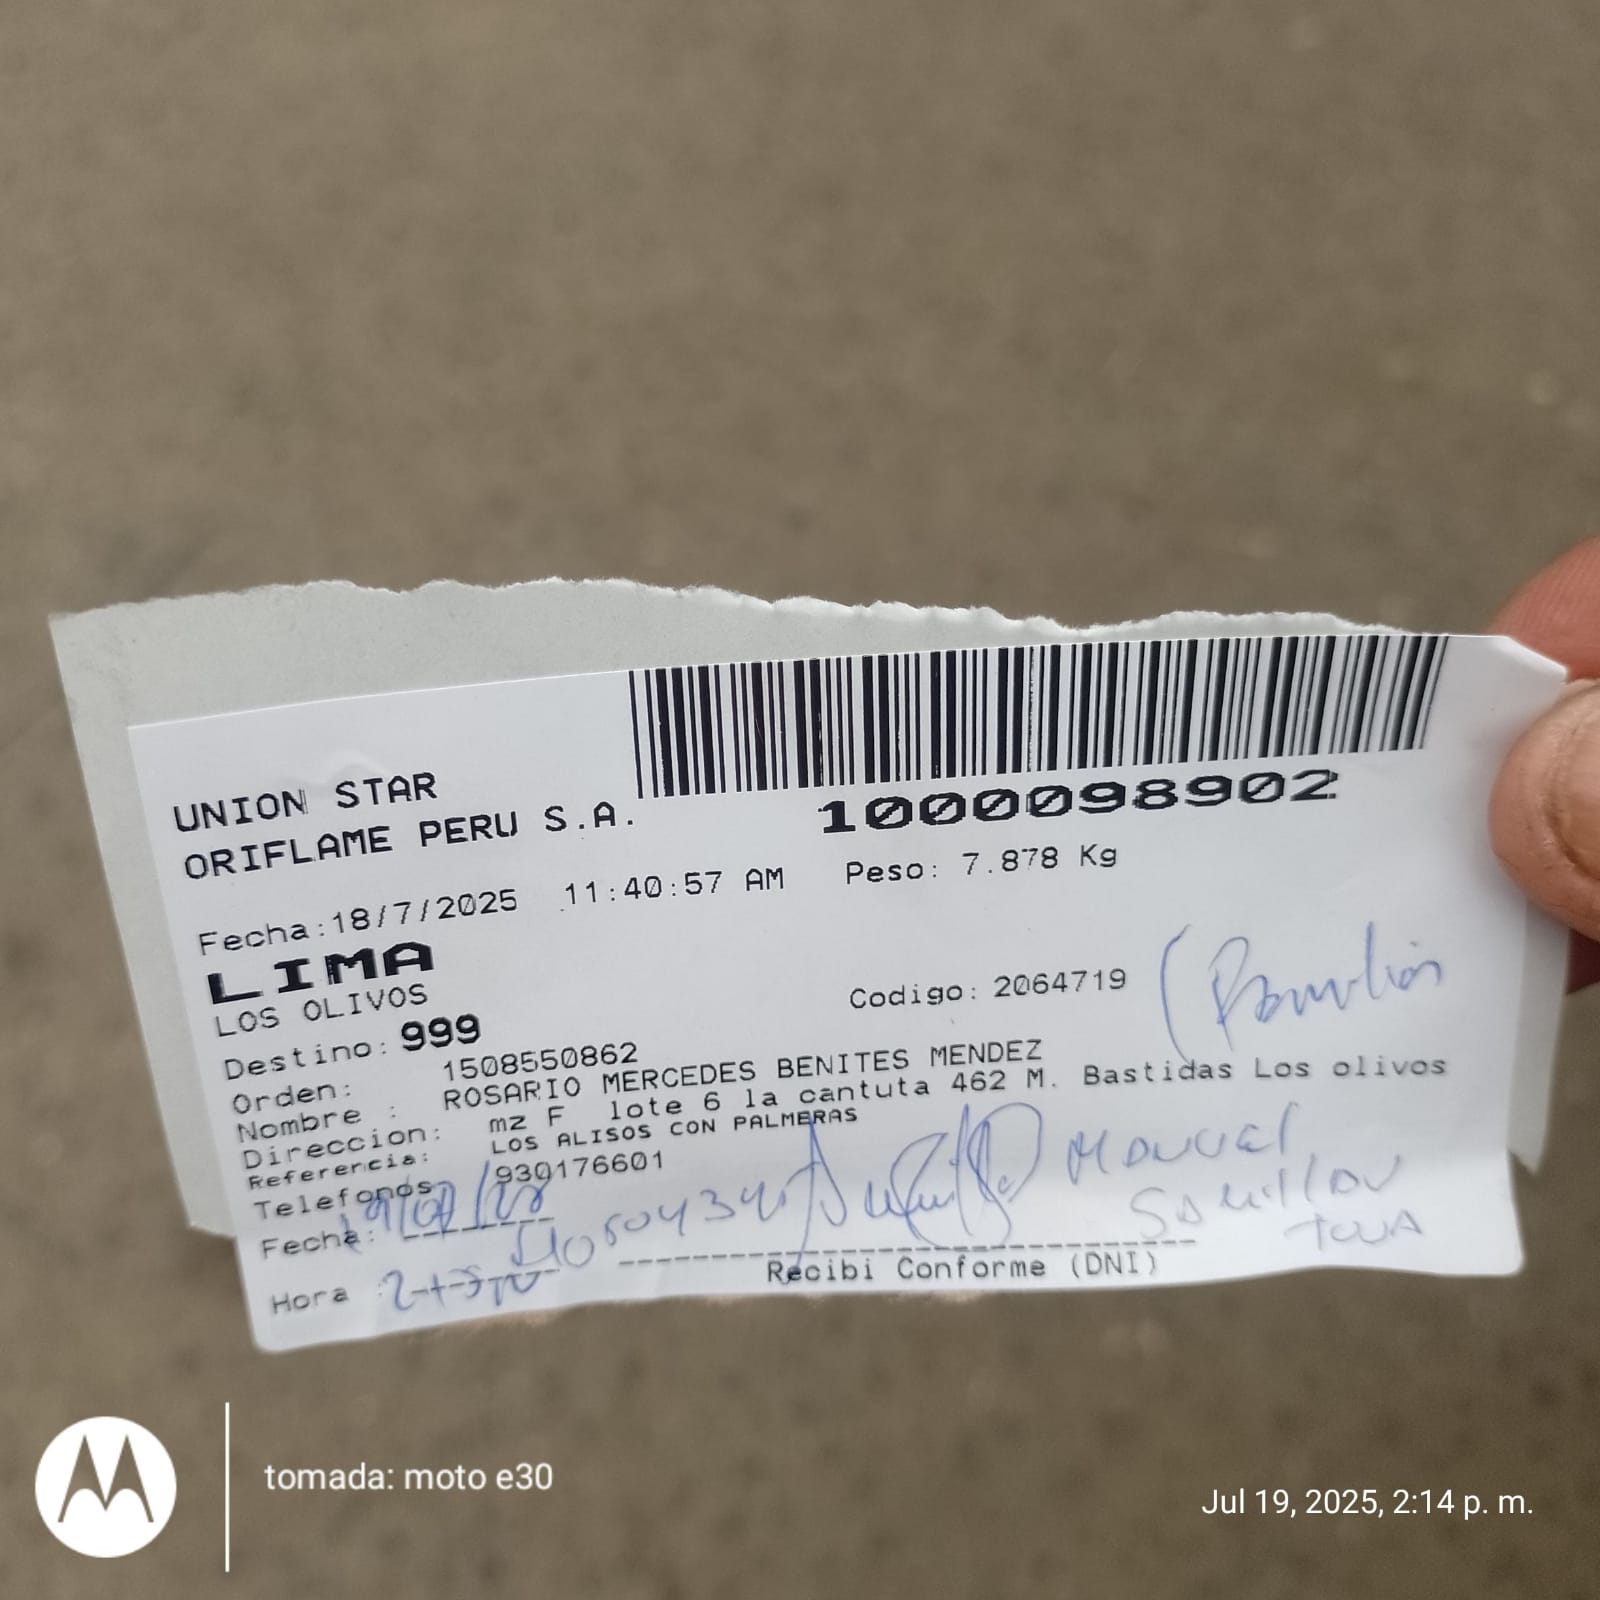 UNION STAR
ORIFLAME PERU S.A.
1000098902
Fecha:18/7/2025 11:40:57 AM Peso: 7.878 Kg
LIMA
LOS OLIVOS
Codigo: 2064719
Destino: 999
Orden: 1508550862
Nombre : ROSARIO MERCEDES BENITES MENDEZ
Direccion: mz F lote 6 la cantuta 462 M. Bastidas Los olivos
Referencia: LOS ALISOS CON PALMERAS
Telefonos 930176601
Fecha:
Manuel
Hora :
Recibi Conforme (DNI)
tomada: moto e30
Jul 19, 2025, 2:14 p. m.